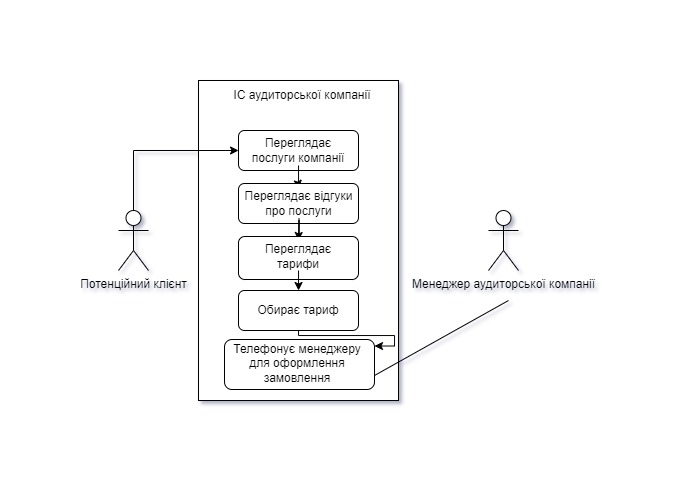 ІС аудиторської компанії
Переглядає
послуги компанії
Переглядає відгуки
про послуги
Переглядає
тарифи
Потенційний клієнт
Менеджер аудиторської компанії
Обирає тариф
Телефонує менеджеру
для оформлення
замовлення